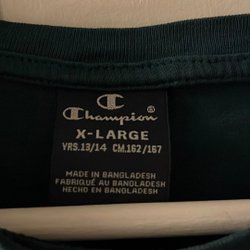 Champion
X-LARGE
YRS.13/14 CM.162/167
MADE IN BANGLADESH
FABRIQUÉ AU BANGLADESH
HECHO EN BANGLADESH